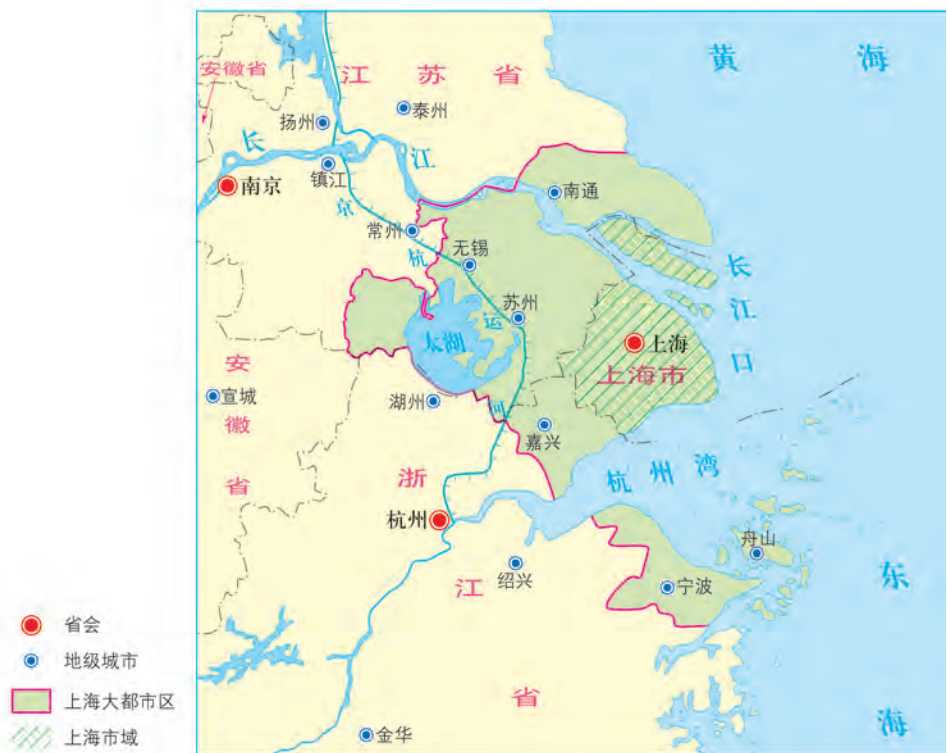 黄海
江苏省
安徽省
泰州
扬州
长江
镇江
南京
南通
京杭运河
常州
无锡
长江口
苏州
太湖
上海
上海市
安徽省
宣城
湖州
嘉兴
杭州湾
浙江省
杭州
舟山
绍兴
宁波
东海
金华
省会
地级城市
上海大都市区
上海市域